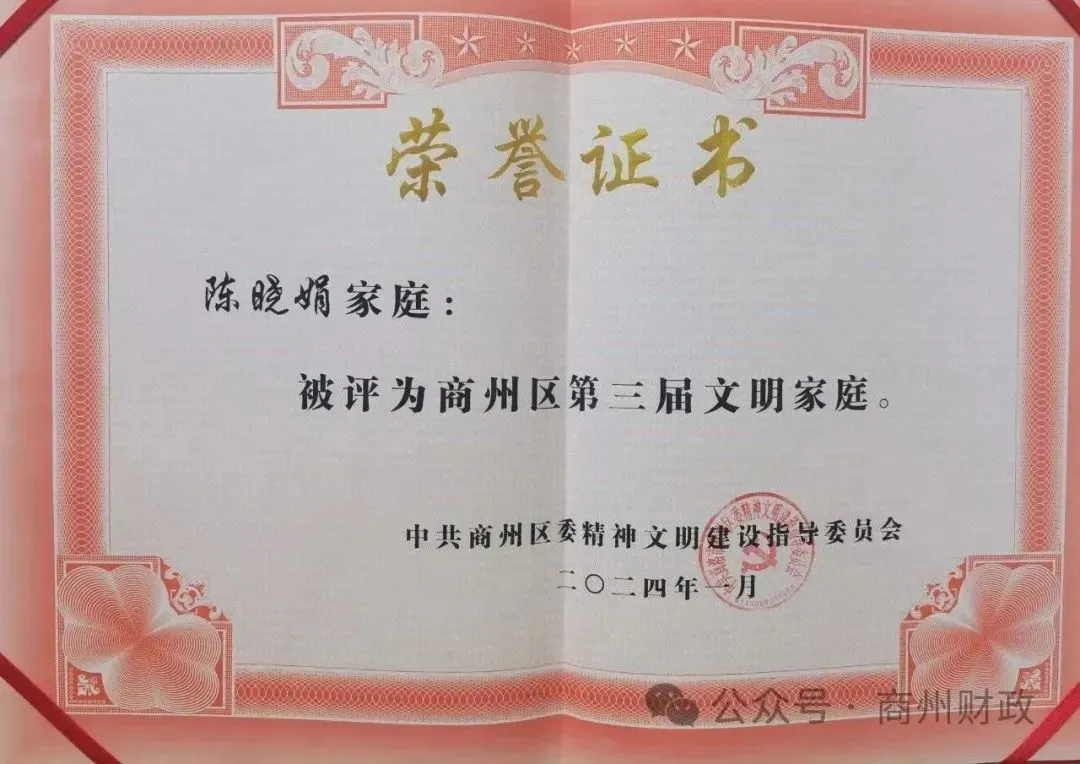 荣誉证书
陈晓娟家庭：
被评为商州区第三届文明家庭。
中共商州区委精神文明建设指导委员会
二〇二四年一月
公众号·商州财政